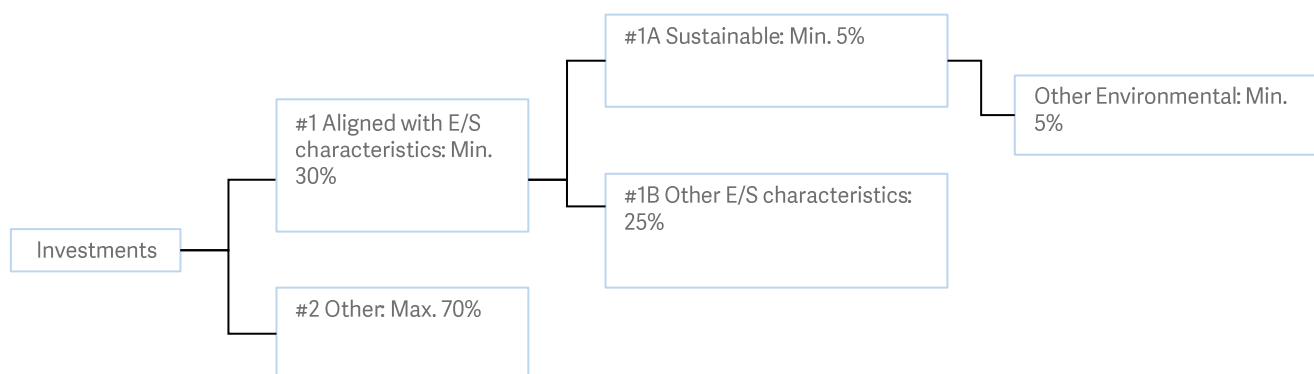 #1A Sustainable: Min. 5%
Other Environmental: Min.
5%
#1 Aligned with E/S
characteristics: Min.
30%
#1B Other E/S characteristics:
25%
Investments
#2 Other: Max. 70%